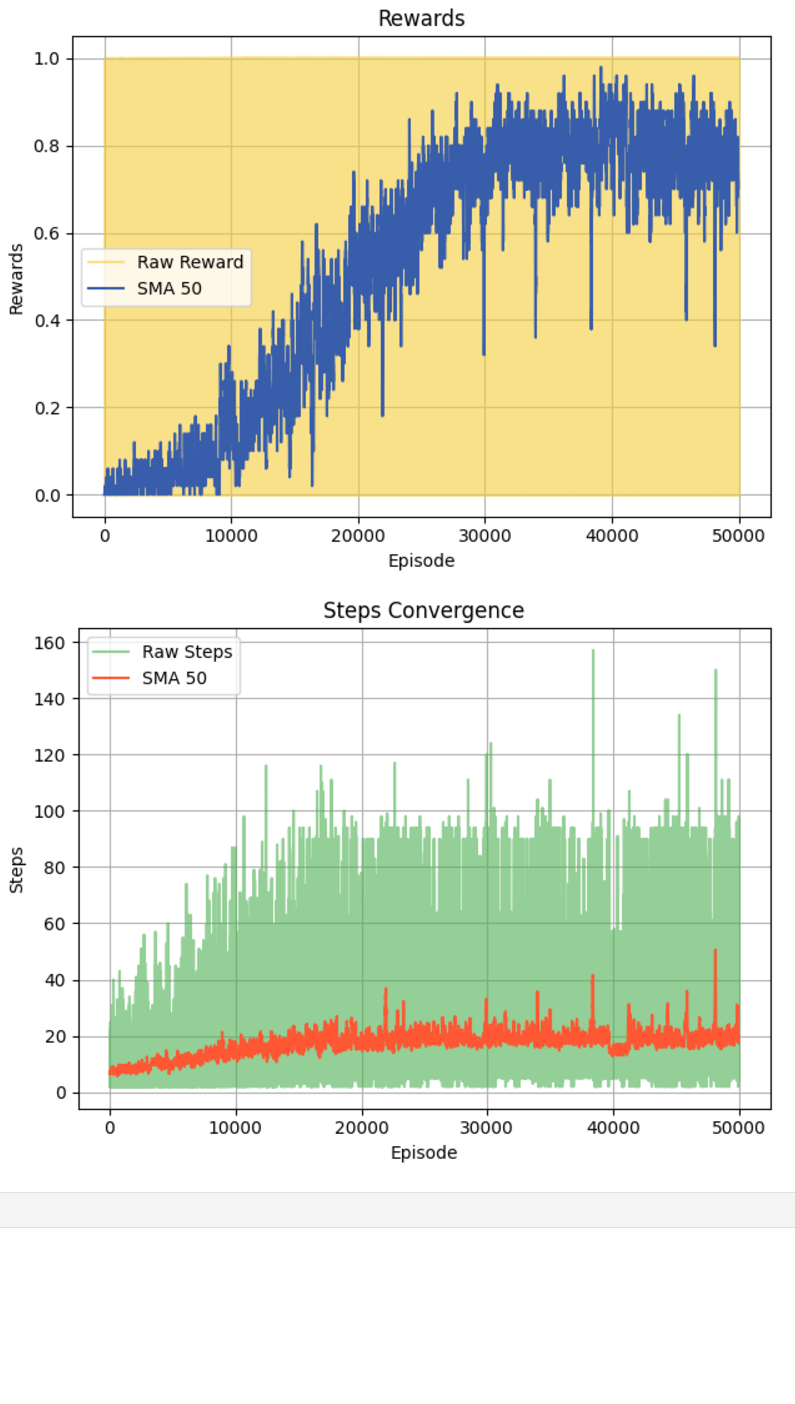 Rewards
1.0
0.8
0.6
0.4
0.2
0.0
Rewards
Raw Reward
SMA 50
0 10000 20000 30000 40000 50000
Episode
Steps Convergence
160
140
120
100
80
60
40
20
0
Steps
Raw Steps
SMA 50
0 10000 20000 30000 40000 50000
Episode